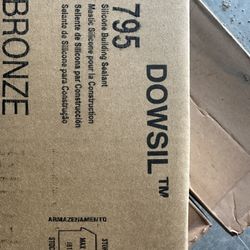 DOWSIL™
795
Silicone Building Sealant
Mastic Silicone pour la Construction
Sellante de Silicona para Construcción
Selante de Silicone para Construção
BRONZE
ARMAZENAMENTO